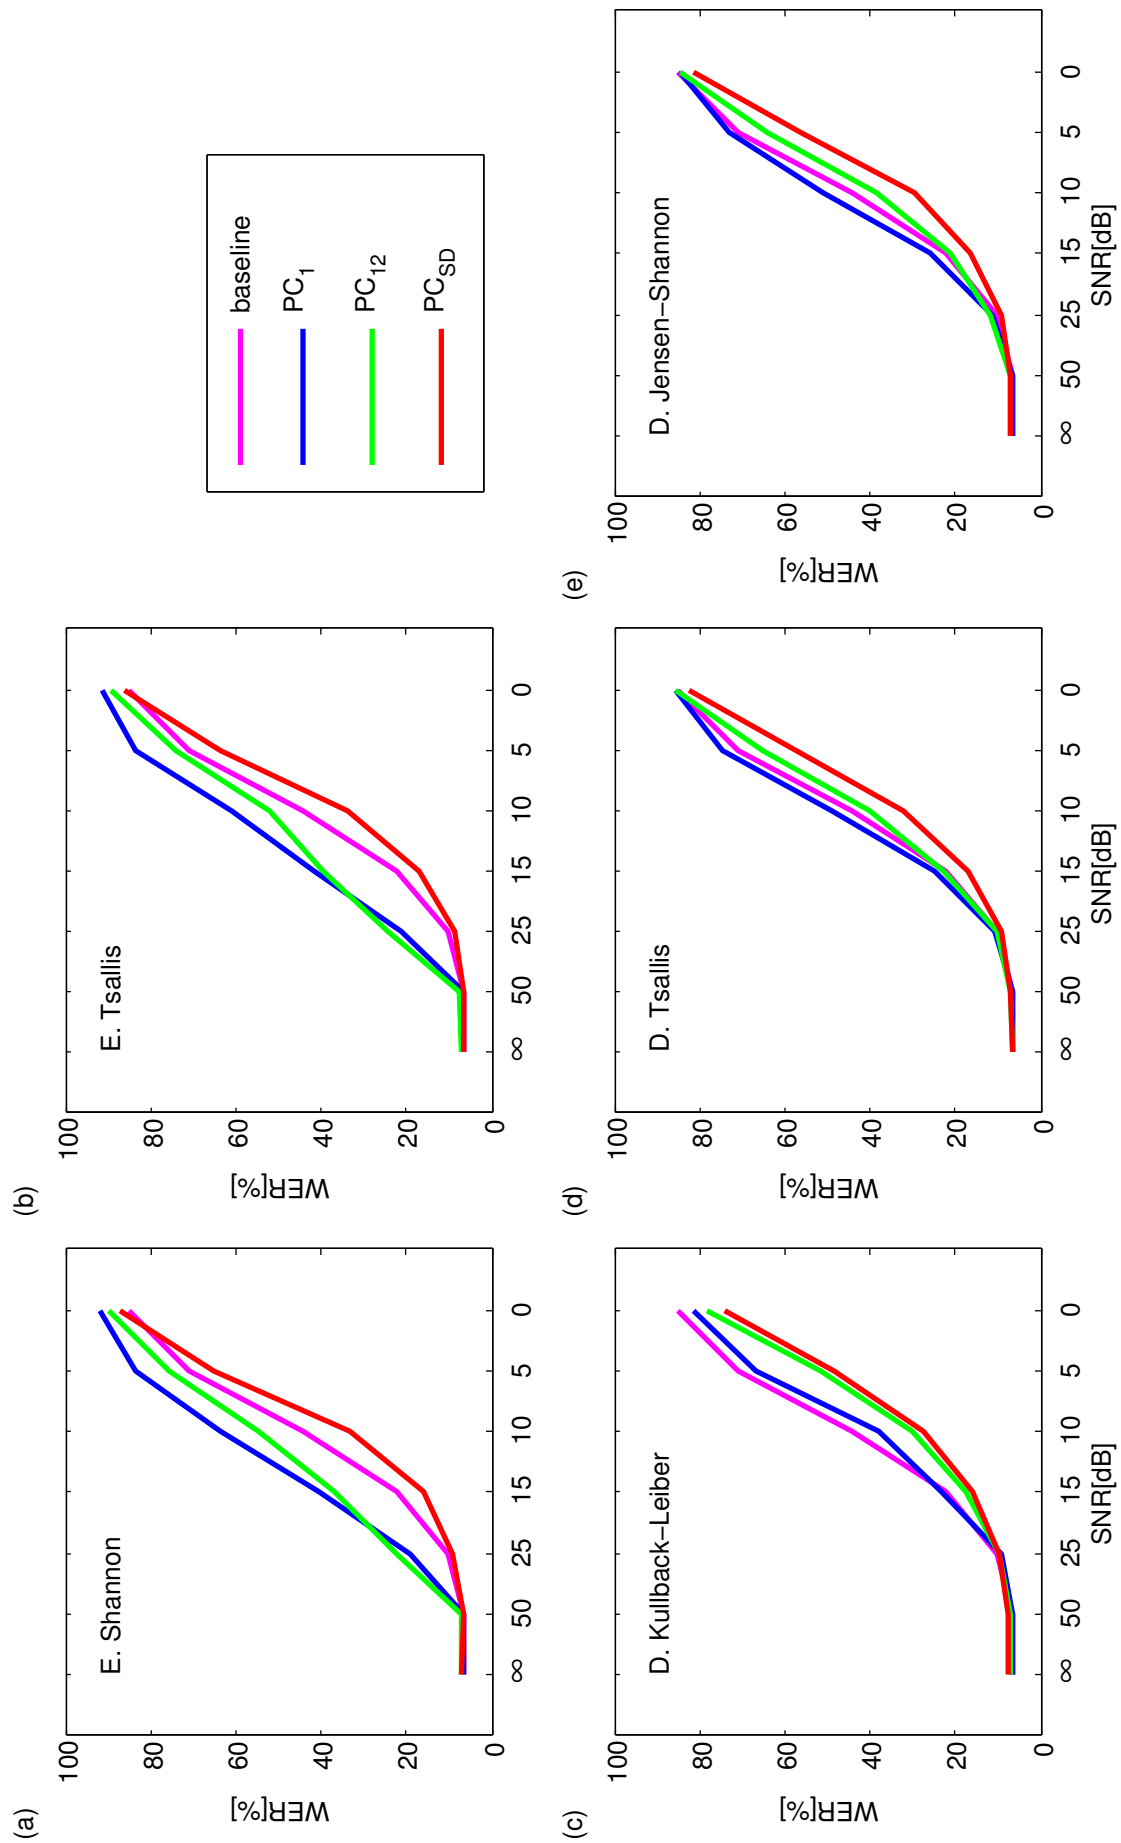 (a)
E. Shannon
WER[%]
100
80
60
40
20
0
∞ 50 25 15 10 5 0
(b)
E. Tsallis
WER[%]
100
80
60
40
20
0
∞ 50 25 15 10 5 0
baseline
PC1
PC12
PCSD
(c)
D. Kullback−Leiber
WER[%]
100
80
60
40
20
0
∞ 50 25 15 10 5 0
SNR[dB]
(d)
D. Tsallis
WER[%]
100
80
60
40
20
0
∞ 50 25 15 10 5 0
SNR[dB]
(e)
D. Jensen−Shannon
WER[%]
100
80
60
40
20
0
∞ 50 25 15 10 5 0
SNR[dB]